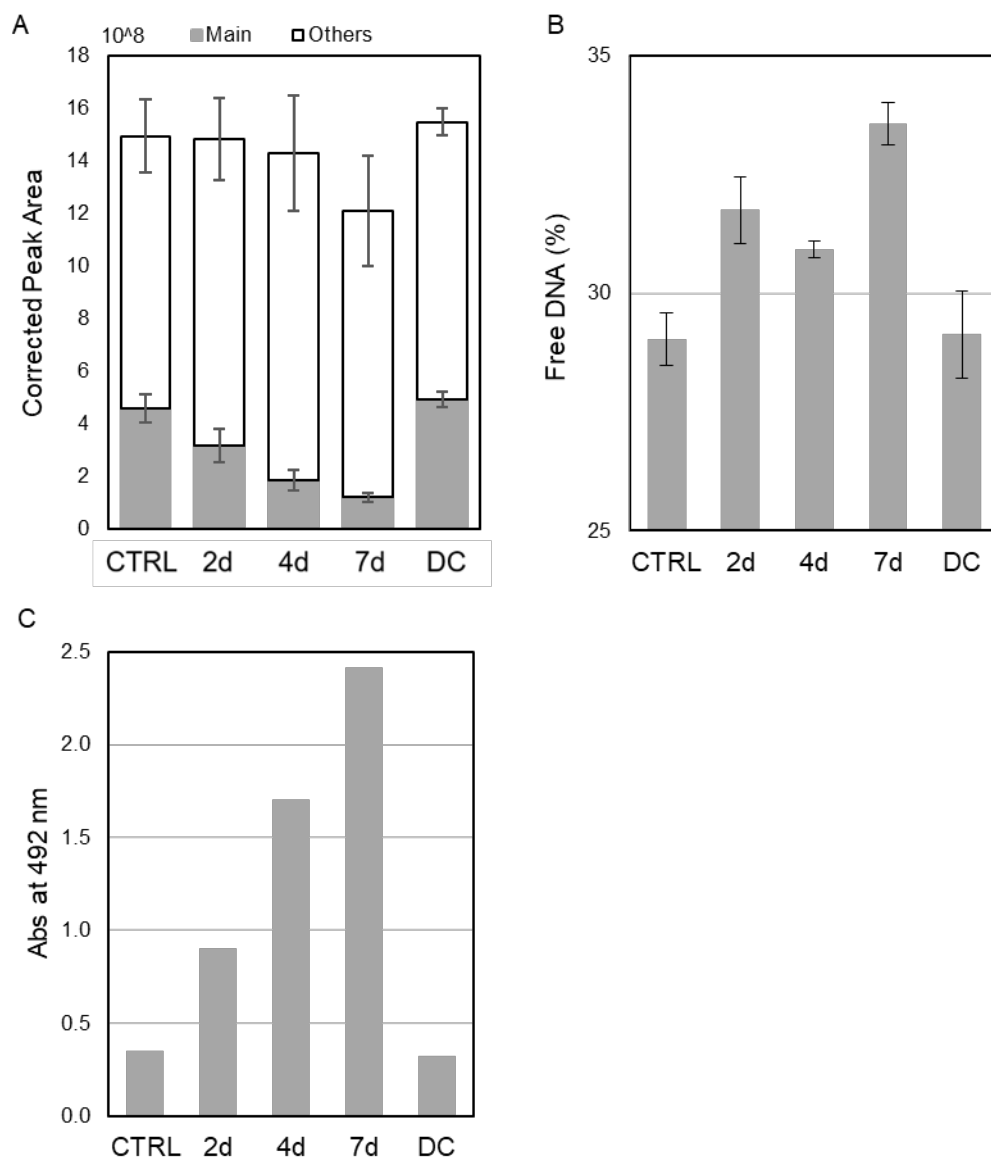 A
10^8 Main Others
18
16
14
12
10
8
6
4
2
0
Corrected Peak Area
CTRL 2d 4d 7d DC
B
35
30
25
Free DNA (%)
CTRL 2d 4d 7d DC
C
2.5
2.0
1.5
1.0
0.5
0.0
Abs at 492 nm
CTRL 2d 4d 7d DC